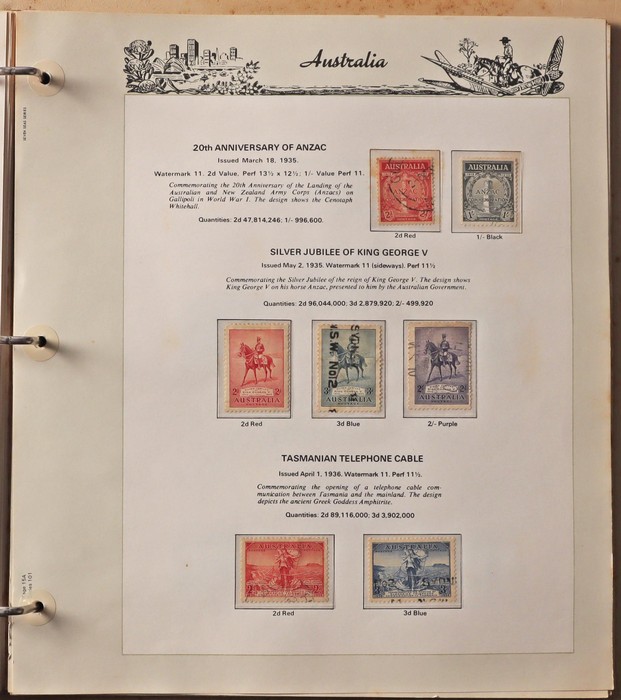 Australia
20th ANNIVERSARY OF ANZAC
Issued March 18, 1935.
Watermark 11. 2d Value, Perf 13½ x 12½; 1/- Value Perf 11.
Commemorating the 20th Anniversary of the Landing of the
Australian and New Zealand Army Corps (Anzacs) on
Gallipoli in World War I. The design shows the Cenotaph
Whitehall.
Quantities: 2d 47,814,246; 1/- 996,600.
AUSTRALIA
AUSTRALIA
ANZAC
2d Red
1/- Black
SILVER JUBILEE OF KING GEORGE V
Issued May 2, 1935. Watermark 11 (sideways). Perf 11½
Commemorating the Silver Jubilee of the reign of King George V. The design shows
King George V on his horse Anzac, presented to him by the Australian Government.
Quantities: 2d 96,044,000; 3d 2,879,920; 2/- 499,920
2d AUSTRALIA 2d
SYDN
N.S.W. No12
AUSTRALIA
AUSTRALIA
2d Red
3d Blue
2/- Purple
TASMANIAN TELEPHONE CABLE
Issued April 1, 1936. Watermark 11. Perf 11½.
Commemorating the opening of a telephone cable com-
munication between Tasmania and the mainland. The design
depicts the ancient Greek Goddess Amphitrite.
Quantities: 2d 89,116,000; 3d 3,902,000
AUSTRALIA
AUSTRALIA
2d Red
3d Blue
Page 15A